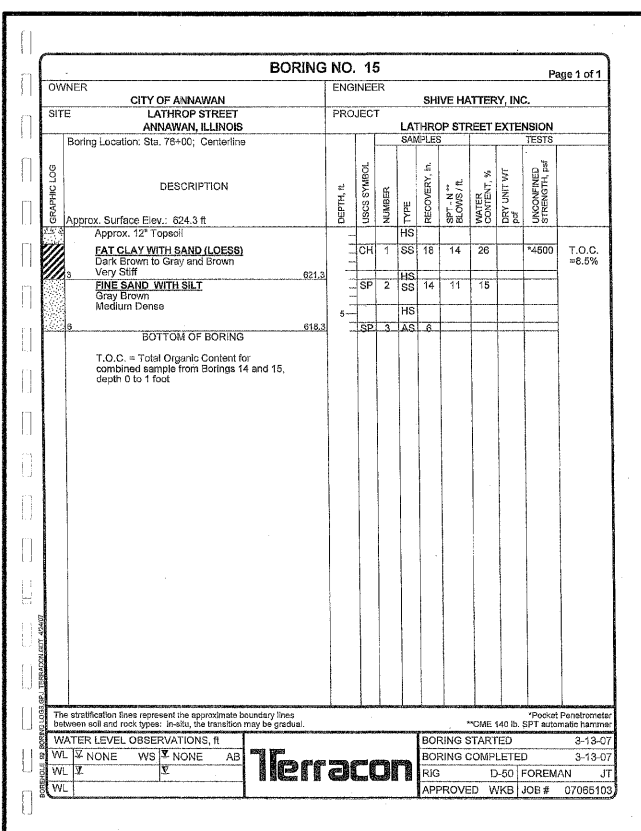 BORING NO. 15
Page 1 of 1
OWNER
CITY OF ANNAWAN
ENGINEER
SHIVE HATTERY, INC.
SITE
LATHROP STREET
ANNAWAN, ILLINOIS
PROJECT
LATHROP STREET EXTENSION
Boring Location: Sta. 76+00; Centerline
SAMPLES
TESTS
GRAPHIC LOG
DESCRIPTION
DEPTH, ft.
USCS SYMBOL
NUMBER
TYPE
RECOVERY, in.
SPT - N **
BLOWS / ft.
WATER
CONTENT, %
DRY UNIT WT
pcf
UNCONFINED
STRENGTH, psf
Approx. Surface Elev.: 624.3 ft
Approx. 12" Topsoil
HS
FAT CLAY WITH SAND (LOESS)
CH 1 SS 18 14 26 *4500 T.O.C.
Dark Brown to Gray and Brown
=8.5%
Very Stiff
3 621.3
HS
FINE SAND WITH SILT
SP 2 SS 14 11 15
Gray Brown
Medium Dense
5 HS
6 618.3
SP 3 AS 6
BOTTOM OF BORING
T.O.C. = Total Organic Content for
combined sample from Borings 14 and 15,
depth 0 to 1 foot
The stratification lines represent the approximate boundary lines
between soil and rock types: in-situ, the transition may be gradual.
*Pocket Penetrometer
**CME 140 lb. SPT automatic hammer
WATER LEVEL OBSERVATIONS, ft
WL NONE WS NONE AB
WL
WL
Terracon
BORING STARTED 3-13-07
BORING COMPLETED 3-13-07
RIG D-50 FOREMAN JT
APPROVED WKB JOB # 07065103